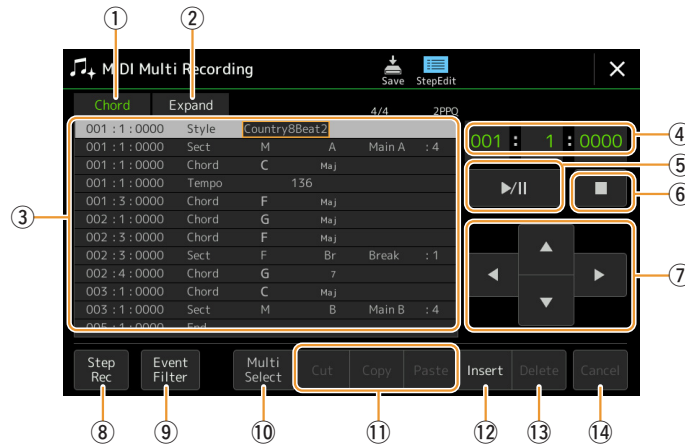 ① ②
MIDI Multi Recording Save StepEdit
Chord Expand 4/4 2PPQ
001 :1:0000 Style Country8Beat2
001 :1:0000 Sect M A Main A :4
001 :1:0000 Chord C Maj
001 :1:0000 Tempo 136
001 :3:0000 Chord F Maj
002 :1:0000 Chord G Maj
002 :3:0000 Chord F Maj
002 :3:0000 Sect F Br Break :1
002 :4:0000 Chord G 7
003 :1:0000 Chord C Maj
003 :1:0000 Sect M B Main B :4
005 :1:0000 End
③
001 : 1 : 0000 ④
⑤
⑥
⑦
Step Rec
Event Filter
Multi Select
Cut Copy Paste Insert Delete Cancel
⑧ ⑨ ⑩ ⑪ ⑫ ⑬ ⑭